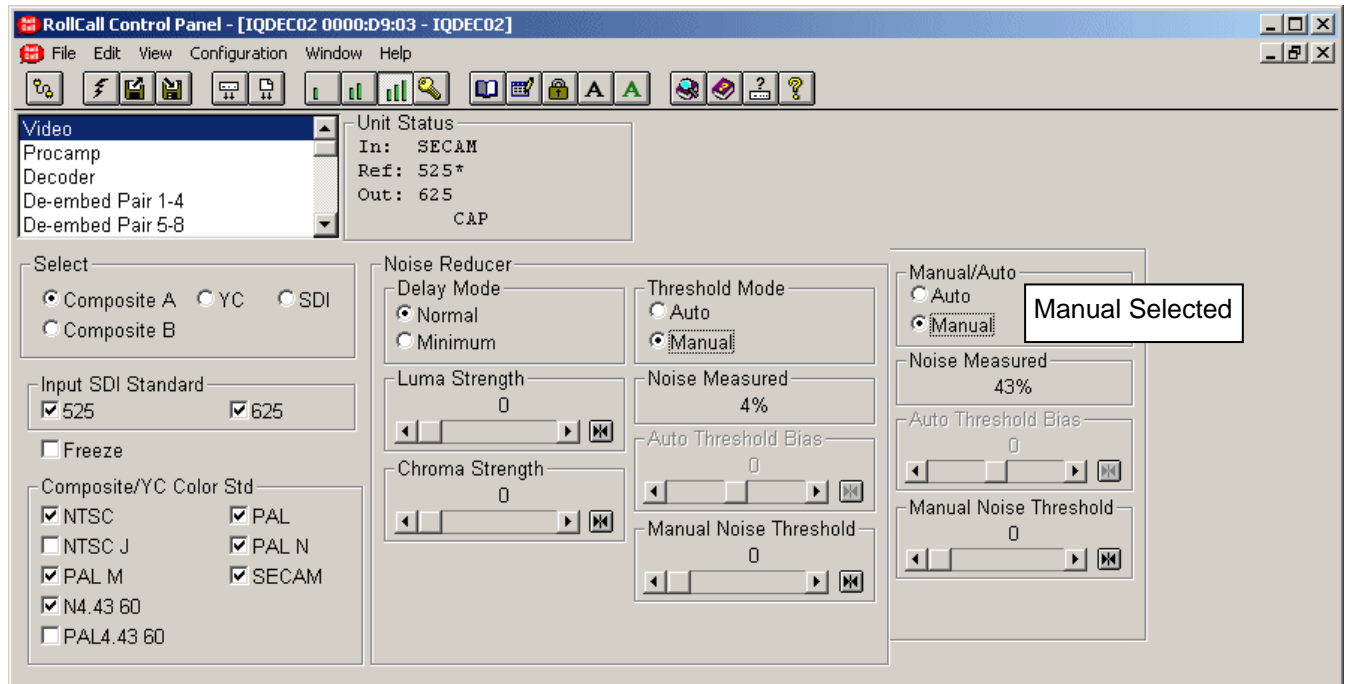 RollCall Control Panel - [IQDEC02 0000:D9:03 - IQDEC02]
File Edit View Configuration Window Help
Video
Procamp
Decoder
De-embed Pair 1-4
De-embed Pair 5-8
Unit Status
In: SECAM
Ref: 525*
Out: 625
CAP
Select
Composite A YC SDI
Composite B
Input SDI Standard
525 625
Freeze
Composite/YC Color Std
NTSC PAL
NTSC J PAL N
PAL M SECAM
N4.43 60
PAL4.43 60
Noise Reducer
Delay Mode
Normal
Minimum
Luma Strength
0
Chroma Strength
0
Threshold Mode
Auto
Manual
Noise Measured
4%
Auto Threshold Bias
0
Manual Noise Threshold
0
Manual/Auto
Auto
Manual
Manual Selected
Noise Measured
43%
Auto Threshold Bias
0
Manual Noise Threshold
0